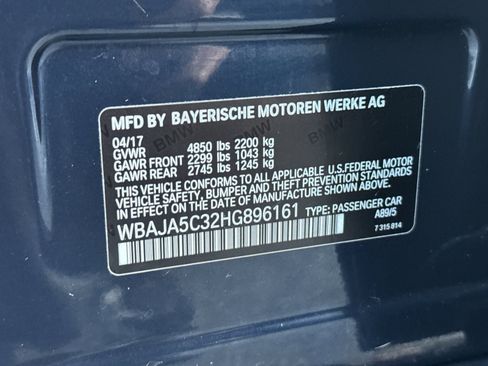 MFD BY BAYERISCHE MOTOREN WERKE AG
04/17
GVWR 4850 lbs 2200 kg
GAWR FRONT 2299 lbs 1043 kg
GAWR REAR 2745 lbs 1245 kg
THIS VEHICLE CONFORMS TO ALL APPLICABLE U.S. FEDERAL MOTOR
VEHICLE SAFETY, BUMPER AND THEFT PREVENTION STANDARDS
IN EFFECT ON THE DATE OF MANUFACTURE SHOWN ABOVE.
WBAJA5C32HG896161 TYPE: PASSENGER CAR
A89/5
7 315 814